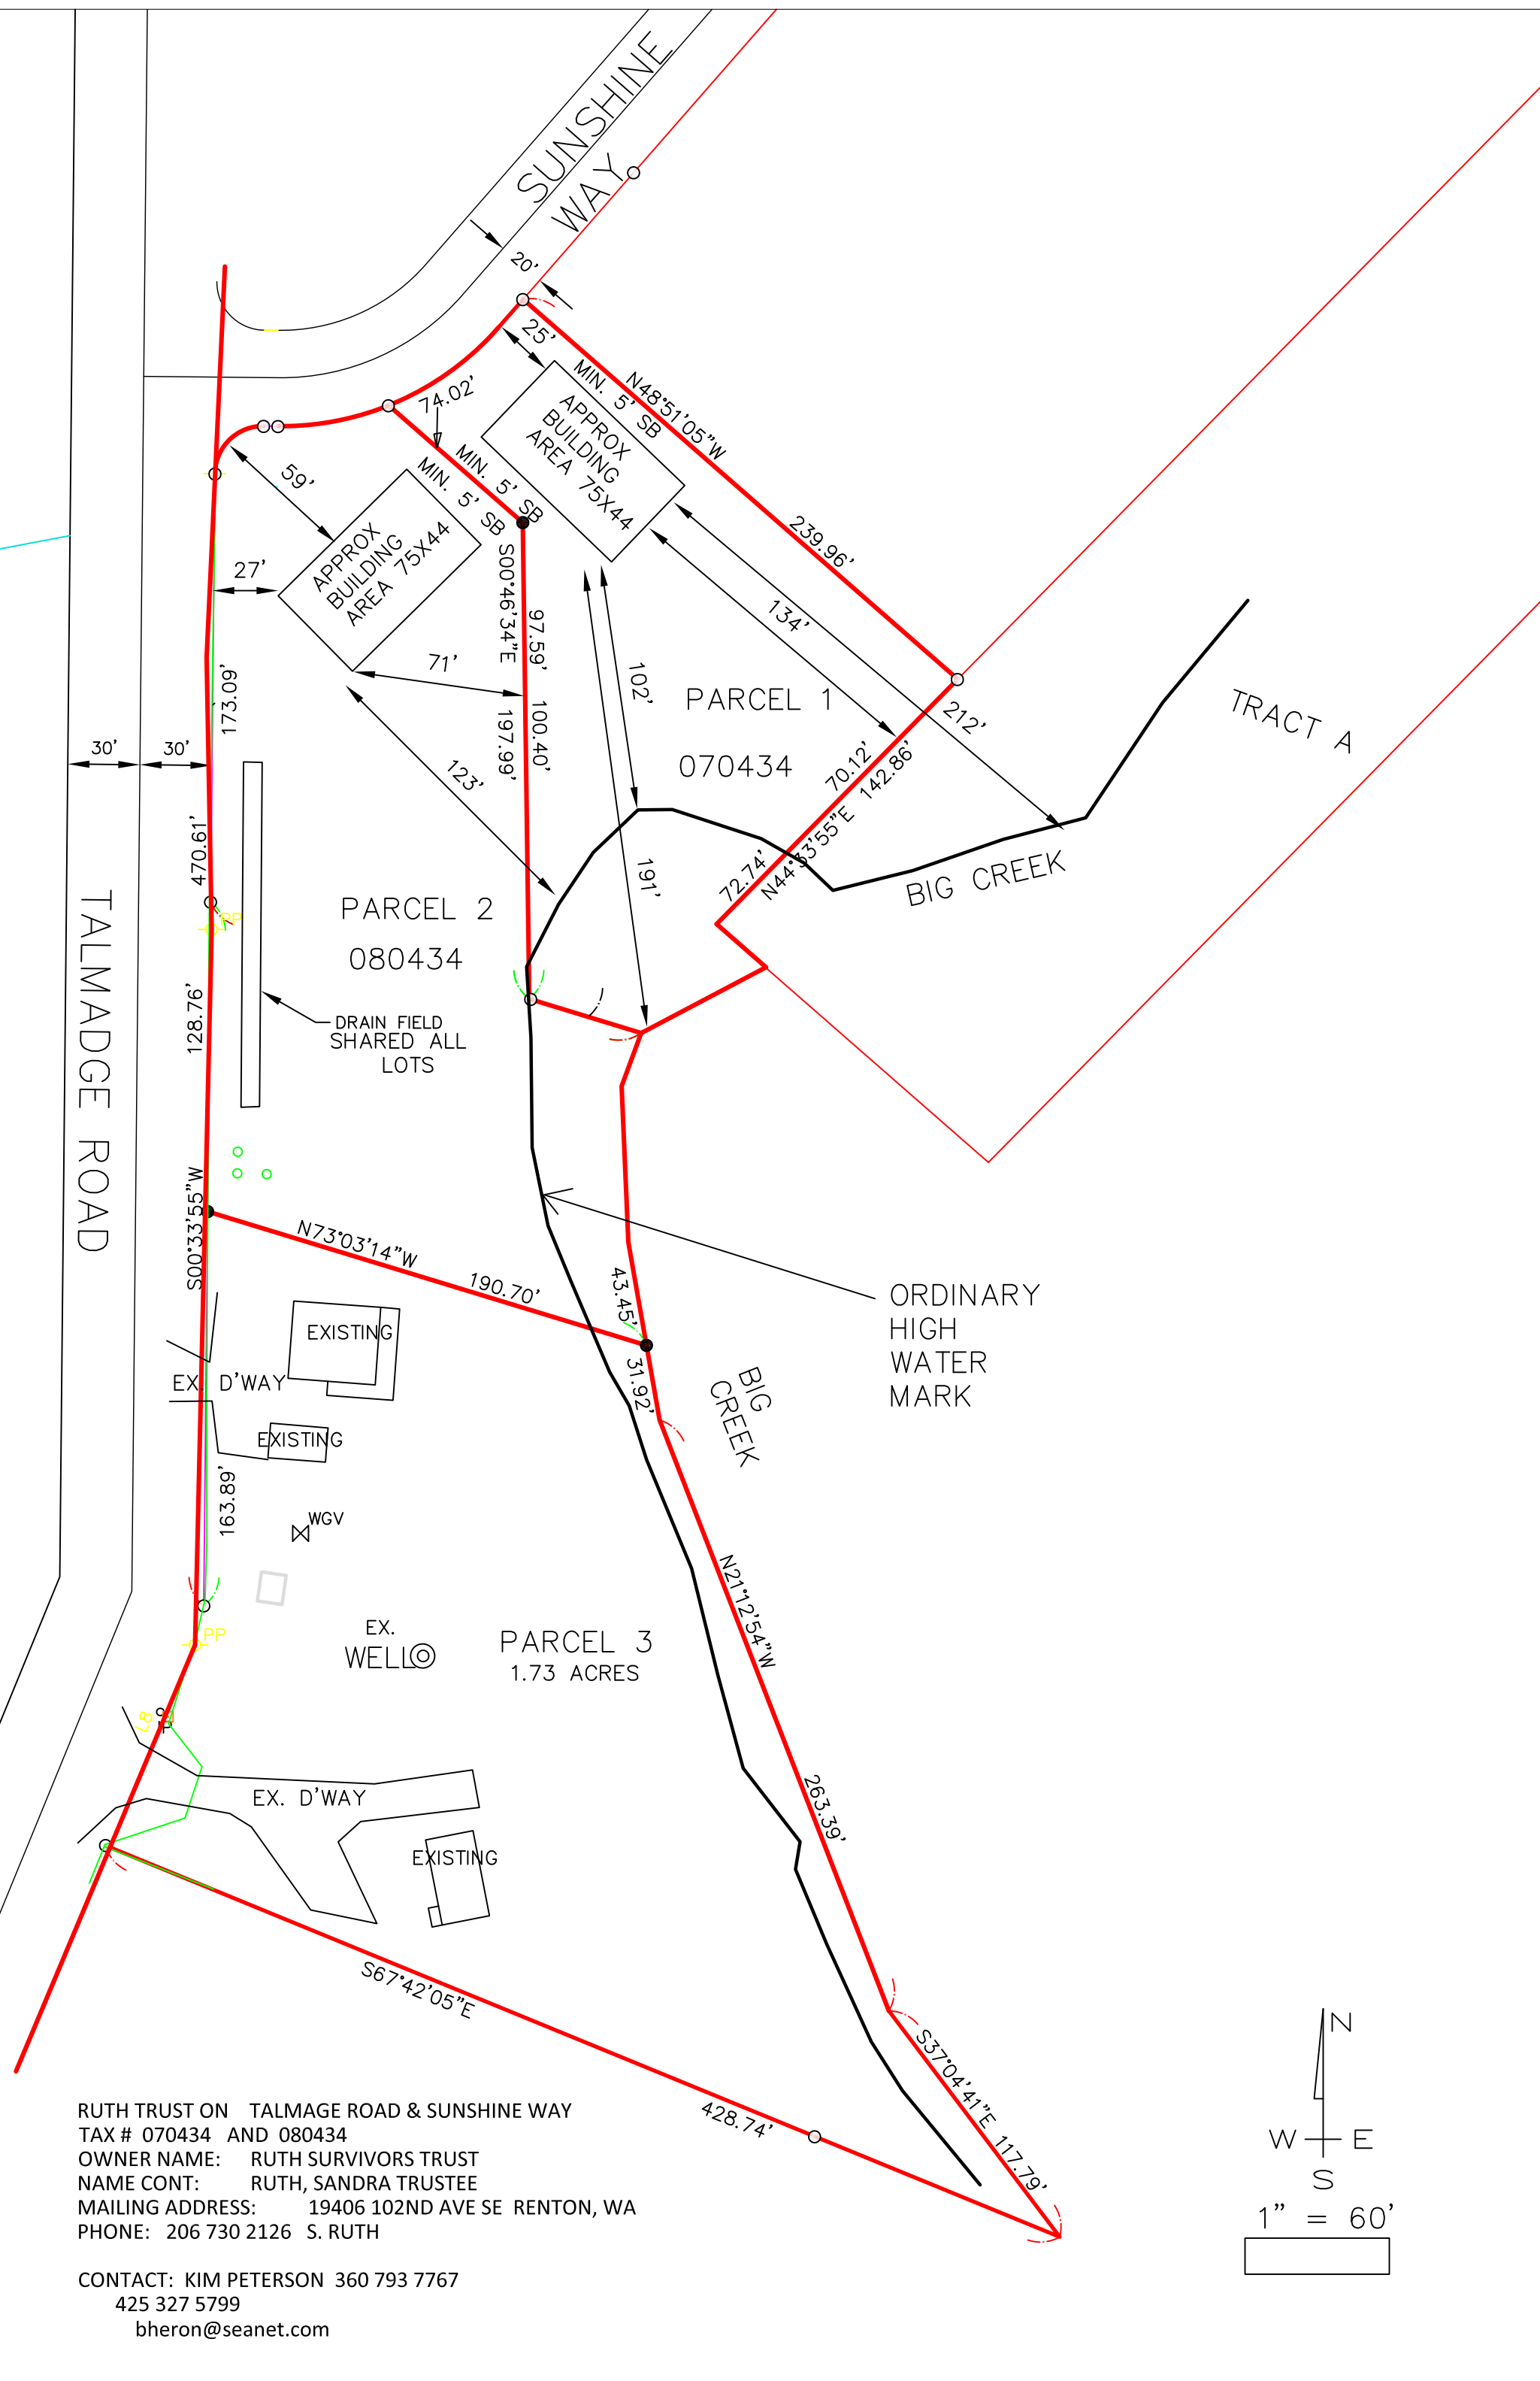 SUNSHINE
WAY
20'
25'
MIN. 5' SB
N48°51'05"W
239.96'
74.02'
APPROX
BUILDING
AREA 75X44
MIN. 5' SB
MIN. 5' SB
59'
APPROX
BUILDING
AREA 75X44
27'
S00°46'34"E
97.59'
134'
71'
102'
PARCEL 1
070434
212'
TRACT A
173.09'
100.40'
197.99'
30'
30'
123'
70.12'
N44°33'55"E 142.86'
72.74'
BIG CREEK
470.61'
191'
PARCEL 2
080434
PP
TALMADGE ROAD
128.76'
DRAIN FIELD
SHARED ALL
LOTS
S00°33'55"W
N73°03'14"W
190.70'
43.45'
ORDINARY
HIGH
WATER
MARK
EXISTING
31.92'
BIG
CREEK
EX. D'WAY
EXISTING
163.89'
WGV
N21°12'54"W
EX.
WELL
PARCEL 3
1.73 ACRES
PP
EX. D'WAY
263.39'
EXISTING
S67°42'05"E
428.74'
S37°04'41"E 117.79'
N
W E
S
1" = 60'
RUTH TRUST ON TALMAGE ROAD & SUNSHINE WAY
TAX # 070434 AND 080434
OWNER NAME: RUTH SURVIVORS TRUST
NAME CONT: RUTH, SANDRA TRUSTEE
MAILING ADDRESS: 19406 102ND AVE SE RENTON, WA
PHONE: 206 730 2126 S. RUTH
CONTACT: KIM PETERSON 360 793 7767
425 327 5799
bheron@seanet.com